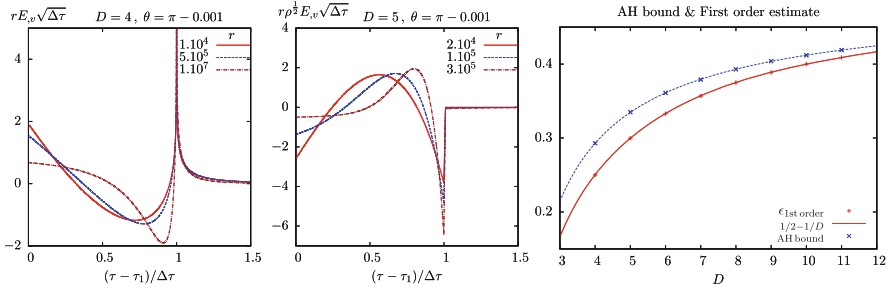 rE,ᵥ√Δτ D = 4 , θ = π − 0.001
r
1.10⁴
5.10⁵
1.10⁷
6
4
2
0
−2
0 0.5 1 1.5
(τ − τ₁)/Δτ
rρ^½E,ᵥ√Δτ D = 5 , θ = π − 0.001
r
2.10⁴
1.10⁵
3.10⁵
4
2
0
−2
−4
−6
0 0.5 1 1.5
(τ − τ₁)/Δτ
AH bound & First order estimate
0.4
0.3
0.2
ϵ1st order
1/2−1/D
AH bound
3 4 5 6 7 8 9 10 11 12
D